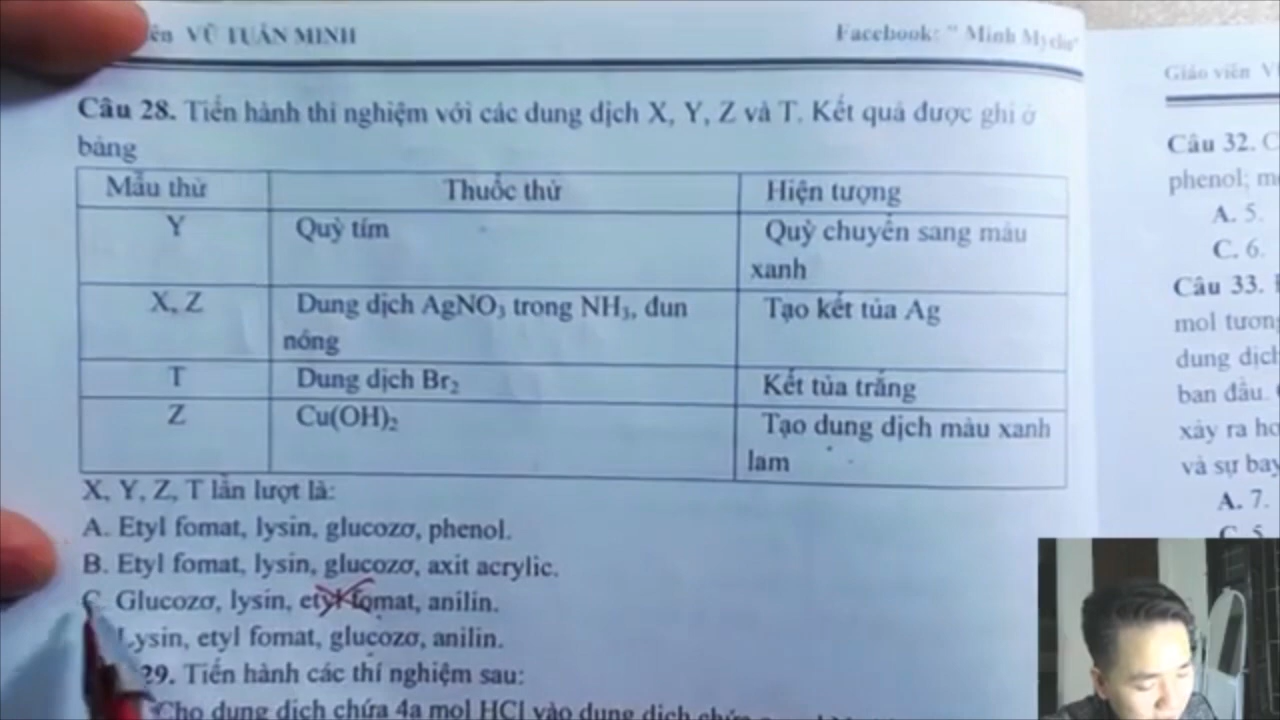 ên VŨ TUẤN MINH
Facebook: " Minh Myclu"
Câu 28. Tiến hành thí nghiệm với các dung dịch X, Y, Z và T. Kết quả được ghi ở
bảng
Mẫu thử Thuốc thử Hiện tượng
Y Quỳ tím Quỳ chuyển sang màu
xanh
X, Z Dung dịch AgNO₃ trong NH₃, đun Tạo kết tủa Ag
nóng
T Dung dịch Br₂ Kết tủa trắng
Z Cu(OH)₂ Tạo dung dịch màu xanh
lam
X, Y, Z, T lần lượt là:
A. Etyl fomat, lysin, glucozơ, phenol.
B. Etyl fomat, lysin, glucozơ, axit acrylic.
C. Glucozơ, lysin, etyl fomat, anilin.
Lysin, etyl fomat, glucozơ, anilin.
29. Tiến hành các thí nghiệm sau:
Cho dung dịch chứa 4a mol HCl vào dung dịch
Giáo viên V
Câu 32. C
phenol; m
A. 5.
C. 6.
Câu 33.
mol tương
dung dịch
ban đầu.
xảy ra ho
và sự bay
A. 7.
C. 5